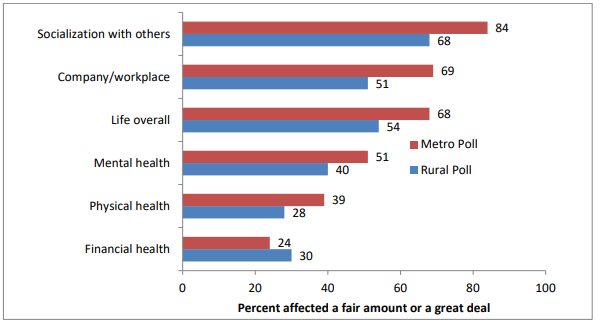 Socialization with others
84
68
Company/workplace
69
51
Life overall
68
54
Metro Poll
Rural Poll
Mental health
51
40
Physical health
39
28
Financial health
24
30
0 20 40 60 80 100
Percent affected a fair amount or a great deal